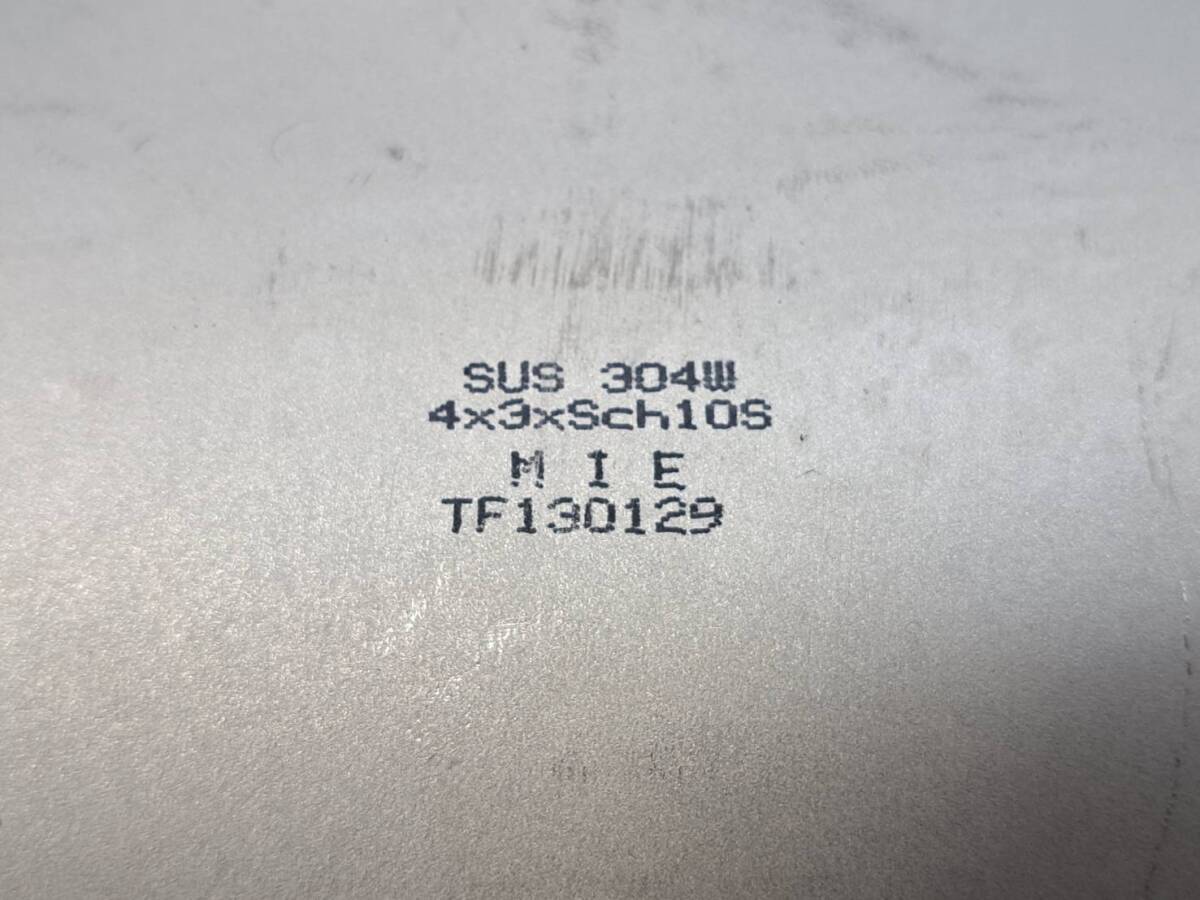 SUS 304W
4x3xSch10S
M I E
TF130129